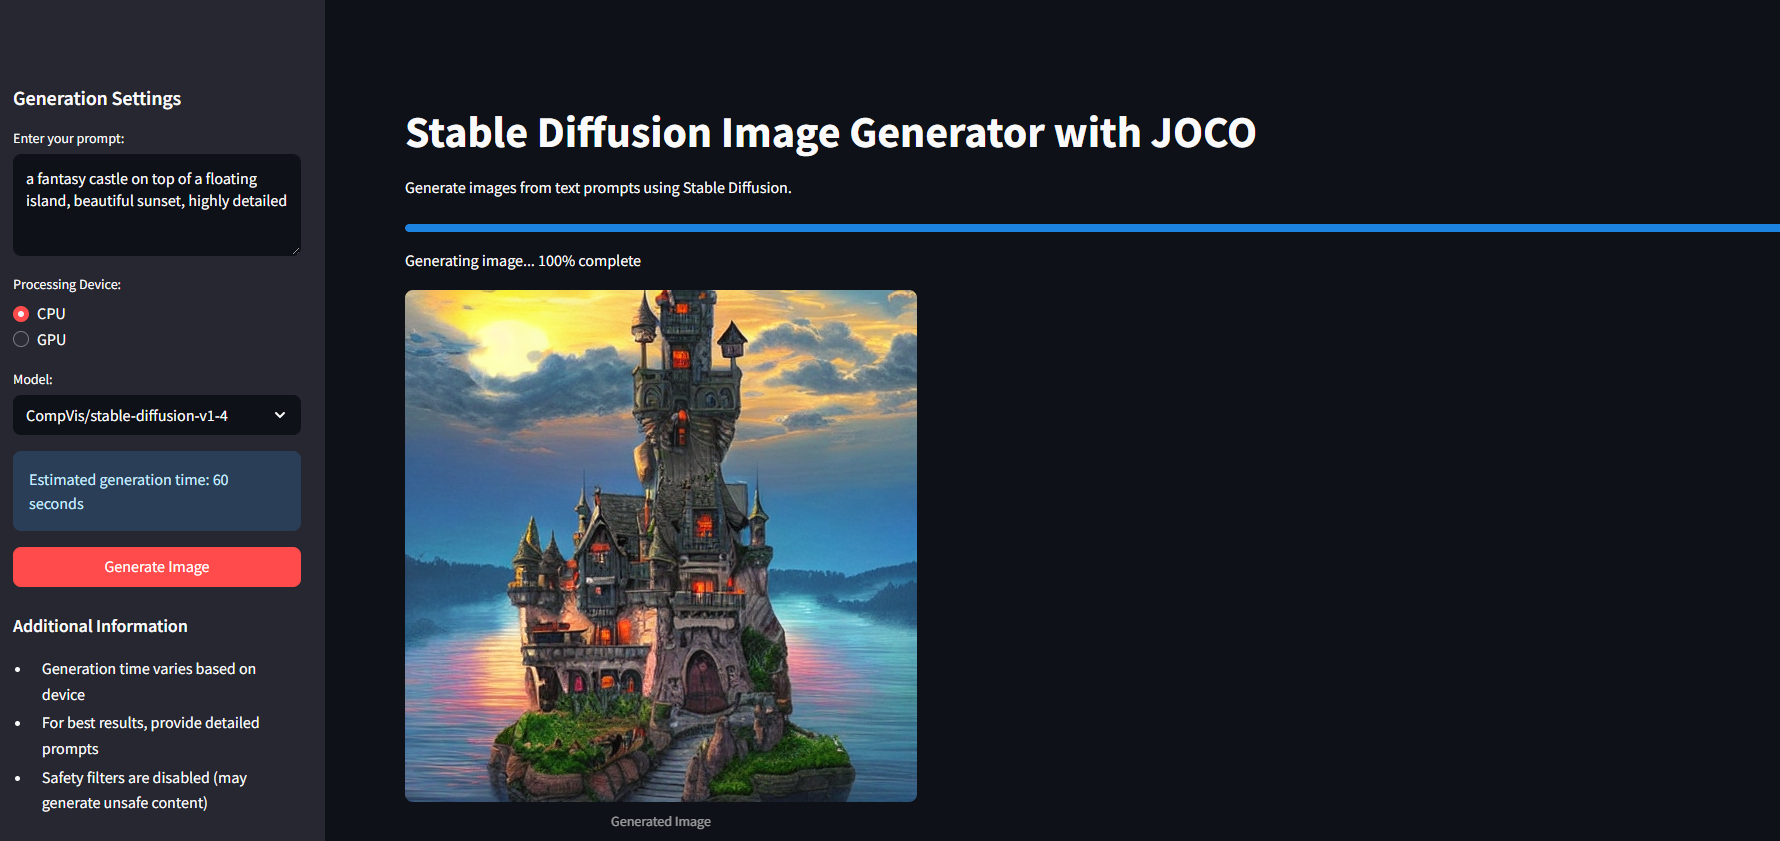 Generation Settings
Enter your prompt:
a fantasy castle on top of a floating
island, beautiful sunset, highly detailed
Processing Device:
CPU
GPU
Model:
CompVis/stable-diffusion-v1-4
Estimated generation time: 60
seconds
Generate Image
Additional Information
• Generation time varies based on
device
• For best results, provide detailed
prompts
• Safety filters are disabled (may
generate unsafe content)
Stable Diffusion Image Generator with JOCO
Generate images from text prompts using Stable Diffusion.
Generating image... 100% complete
Generated Image